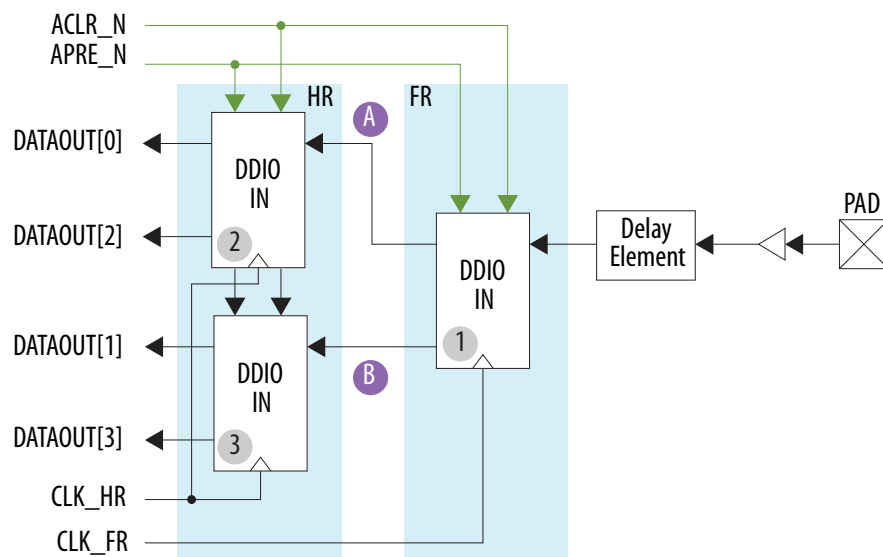 ACLR_N
APRE_N
HR
FR
A
DATAOUT[0]
DDIO
IN
PAD
DATAOUT[2]
2
Delay
Element
DDIO
IN
1
DATAOUT[1]
DDIO
IN
B
DATAOUT[3]
3
CLK_HR
CLK_FR